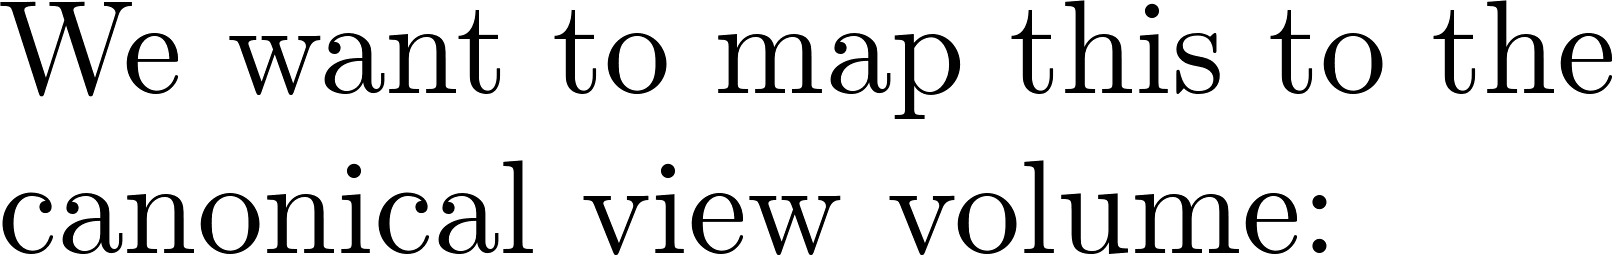 We want to map this to the
canonical view volume: